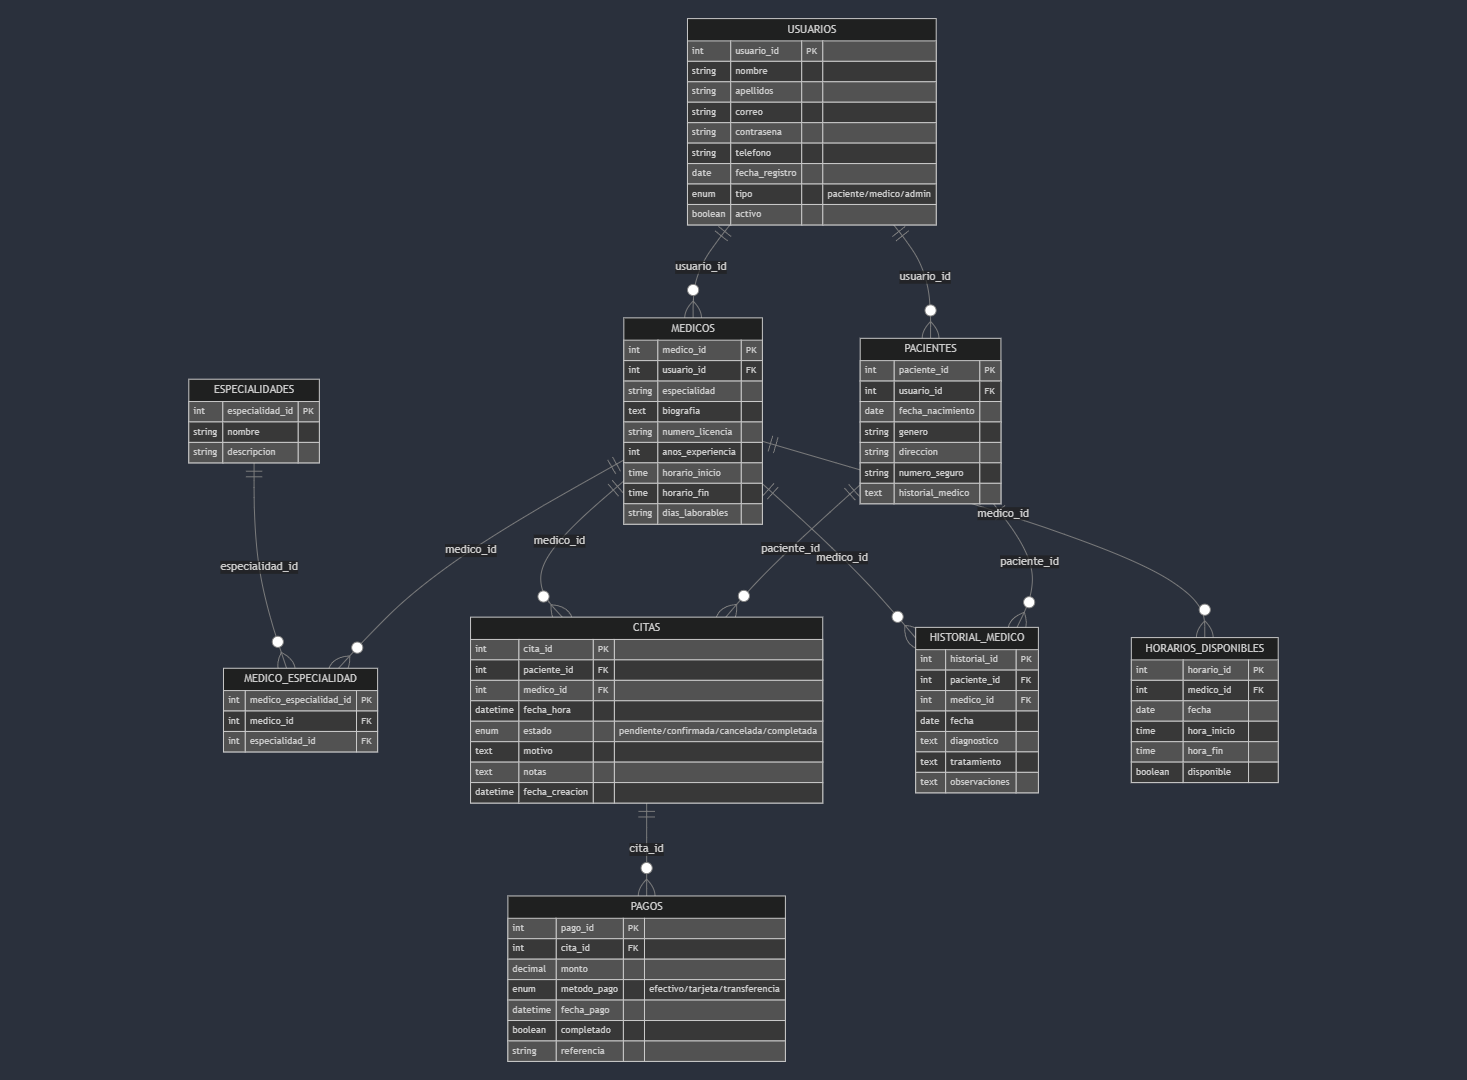 USUARIOS
int usuario_id PK
string nombre
string apellidos
string correo
string contrasena
string telefono
date fecha_registro
enum tipo paciente/medico/admin
boolean activo
usuario_id
usuario_id
MEDICOS
int medico_id PK
int usuario_id FK
string especialidad
text biografia
string numero_licencia
int anos_experiencia
time horario_inicio
time horario_fin
string dias_laborables
PACIENTES
int paciente_id PK
int usuario_id FK
date fecha_nacimiento
string genero
string direccion
string numero_seguro
text historial_medico
ESPECIALIDADES
int especialidad_id PK
string nombre
string descripcion
medico_id
medico_id
medico_id
paciente_id
medico_id
paciente_id
especialidad_id
MEDICO_ESPECIALIDAD
int medico_especialidad_id PK
int medico_id FK
int especialidad_id FK
CITAS
int cita_id PK
int paciente_id FK
int medico_id FK
datetime fecha_hora
enum estado pendiente/confirmada/cancelada/completada
text motivo
text notas
datetime fecha_creacion
HISTORIAL_MEDICO
int historial_id PK
int paciente_id FK
int medico_id FK
date fecha
text diagnostico
text tratamiento
text observaciones
HORARIOS_DISPONIBLES
int horario_id PK
int medico_id FK
date fecha
time hora_inicio
time hora_fin
boolean disponible
cita_id
PAGOS
int pago_id PK
int cita_id FK
decimal monto
enum metodo_pago efectivo/tarjeta/transferencia
datetime fecha_pago
boolean completado
string referencia